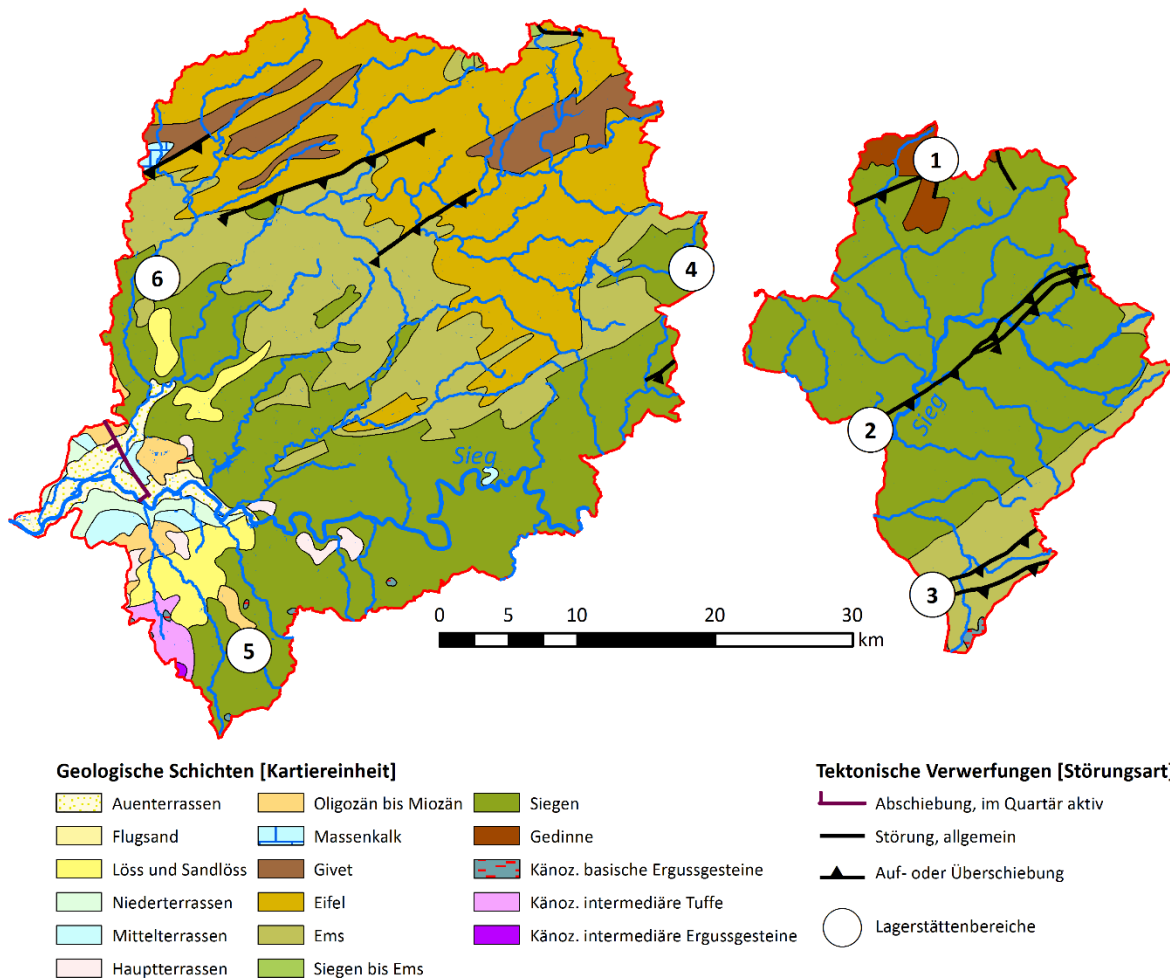 1
6
4
2
Sieg
Sieg
3
5
0 5 10 20 30
km
Geologische Schichten [Kartiereinheit]
Auenterrassen
Flugsand
Löss und Sandlöss
Niederterrassen
Mittelterrassen
Hauptterrassen
Oligozän bis Miozän
Massenkalk
Givet
Eifel
Ems
Siegen bis Ems
Siegen
Gedinne
Känoz. basische Ergussgesteine
Känoz. intermediäre Tuffe
Känoz. intermediäre Ergussgesteine
Tektonische Verwerfungen [Störungsart]
Abschiebung, im Quartär aktiv
Störung, allgemein
Auf- oder Überschiebung
Lagerstättenbereiche